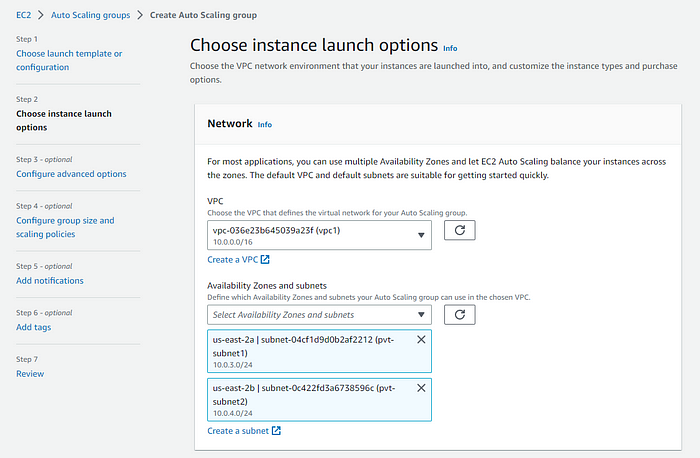 EC2 > Auto Scaling groups > Create Auto Scaling group
Step 1
Choose launch template or
configuration
Step 2
Choose instance launch
options
Step 3 - optional
Configure advanced options
Step 4 - optional
Configure group size and
scaling policies
Step 5 - optional
Add notifications
Step 6 - optional
Add tags
Step 7
Review
Choose instance launch options Info
Choose the VPC network environment that your instances are launched into, and customize the instance types and purchase
options.
Network Info
For most applications, you can use multiple Availability Zones and let EC2 Auto Scaling balance your instances across
the zones. The default VPC and default subnets are suitable for getting started quickly.
VPC
Choose the VPC that defines the virtual network for your Auto Scaling group.
vpc-036e23b645039a23f (vpc1)
10.0.0.0/16
Create a VPC
Availability Zones and subnets
Define which Availability Zones and subnets your Auto Scaling group can use in the chosen VPC.
Select Availability Zones and subnets
us-east-2a | subnet-04cf1d9d0b2af2212 (pvt-
subnet1)
10.0.3.0/24
us-east-2b | subnet-0c422fd3a6738596c (pvt-
subnet2)
10.0.4.0/24
Create a subnet